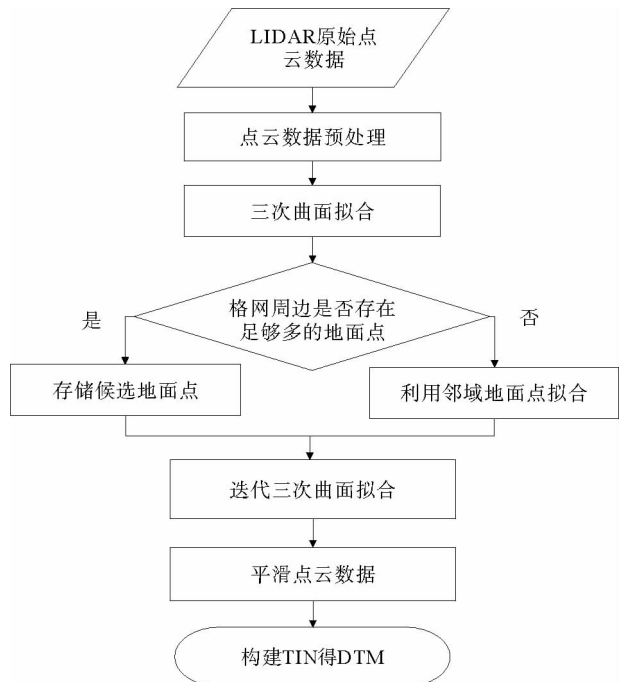 LIDAR原始点
云数据
点云数据预处理
三次曲面拟合
格网周边是否存在
足够多的地面点
是
否
存储候选地面点
利用邻域地面点拟合
迭代三次曲面拟合
平滑点云数据
构建TIN得DTM